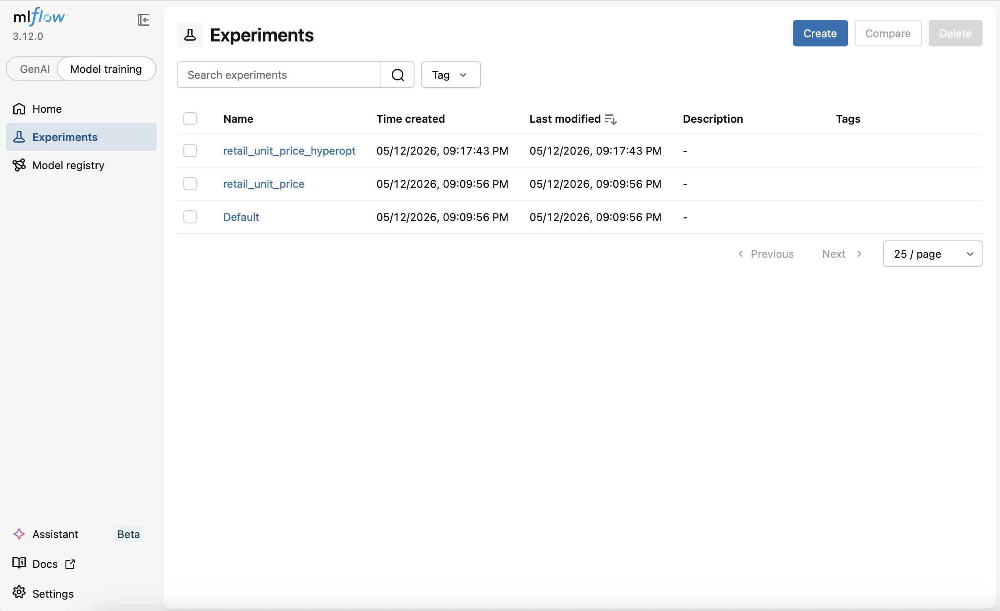 mlflow™
3.12.0
GenAI Model training
Home
Experiments
Model registry
Assistant Beta
Docs
Settings
Experiments
Create Compare Delete
Search experiments Tag
Name Time created Last modified Description Tags
retail_unit_price_hyperopt 05/12/2026, 09:17:43 PM 05/12/2026, 09:17:43 PM -
retail_unit_price 05/12/2026, 09:09:56 PM 05/12/2026, 09:09:56 PM -
Default 05/12/2026, 09:09:56 PM 05/12/2026, 09:09:56 PM -
Previous Next 25 / page